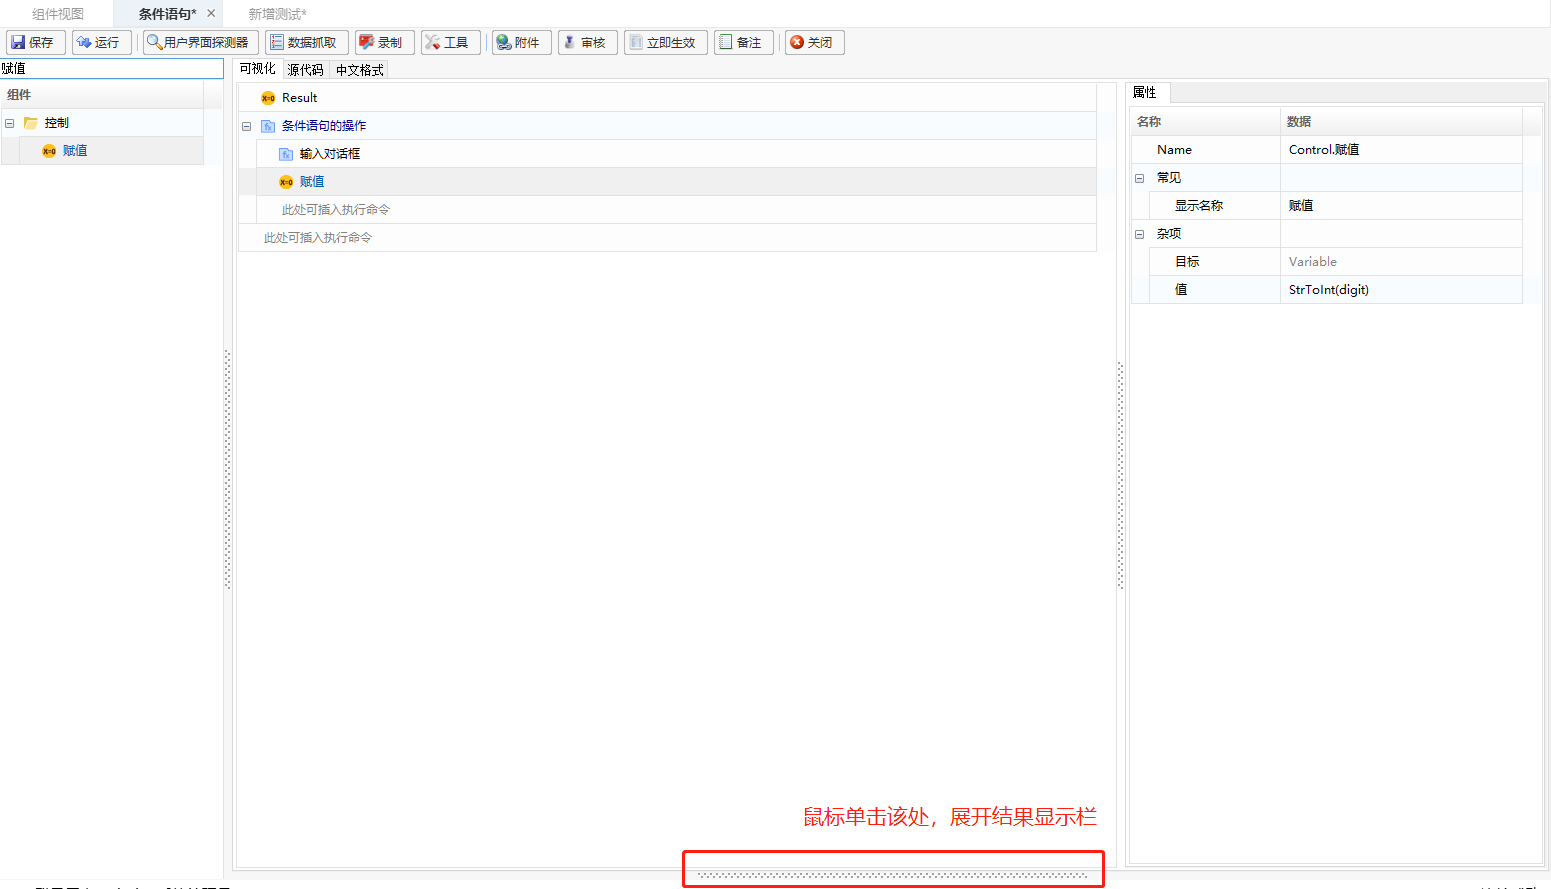 组件视图 条件语句* 新增测试*
保存 运行 用户界面探测器 数据抓取 录制 工具 附件 审核 立即生效 备注 关闭
赋值
可视化 源代码 中文格式
组件
控制
赋值
Result
条件语句的操作
输入对话框
赋值
此处可插入执行命令
此处可插入执行命令
属性
名称 数据
Name Control.赋值
常见
显示名称 赋值
杂项
目标 Variable
值 StrToInt(digit)
鼠标单击该处，展开结果显示栏